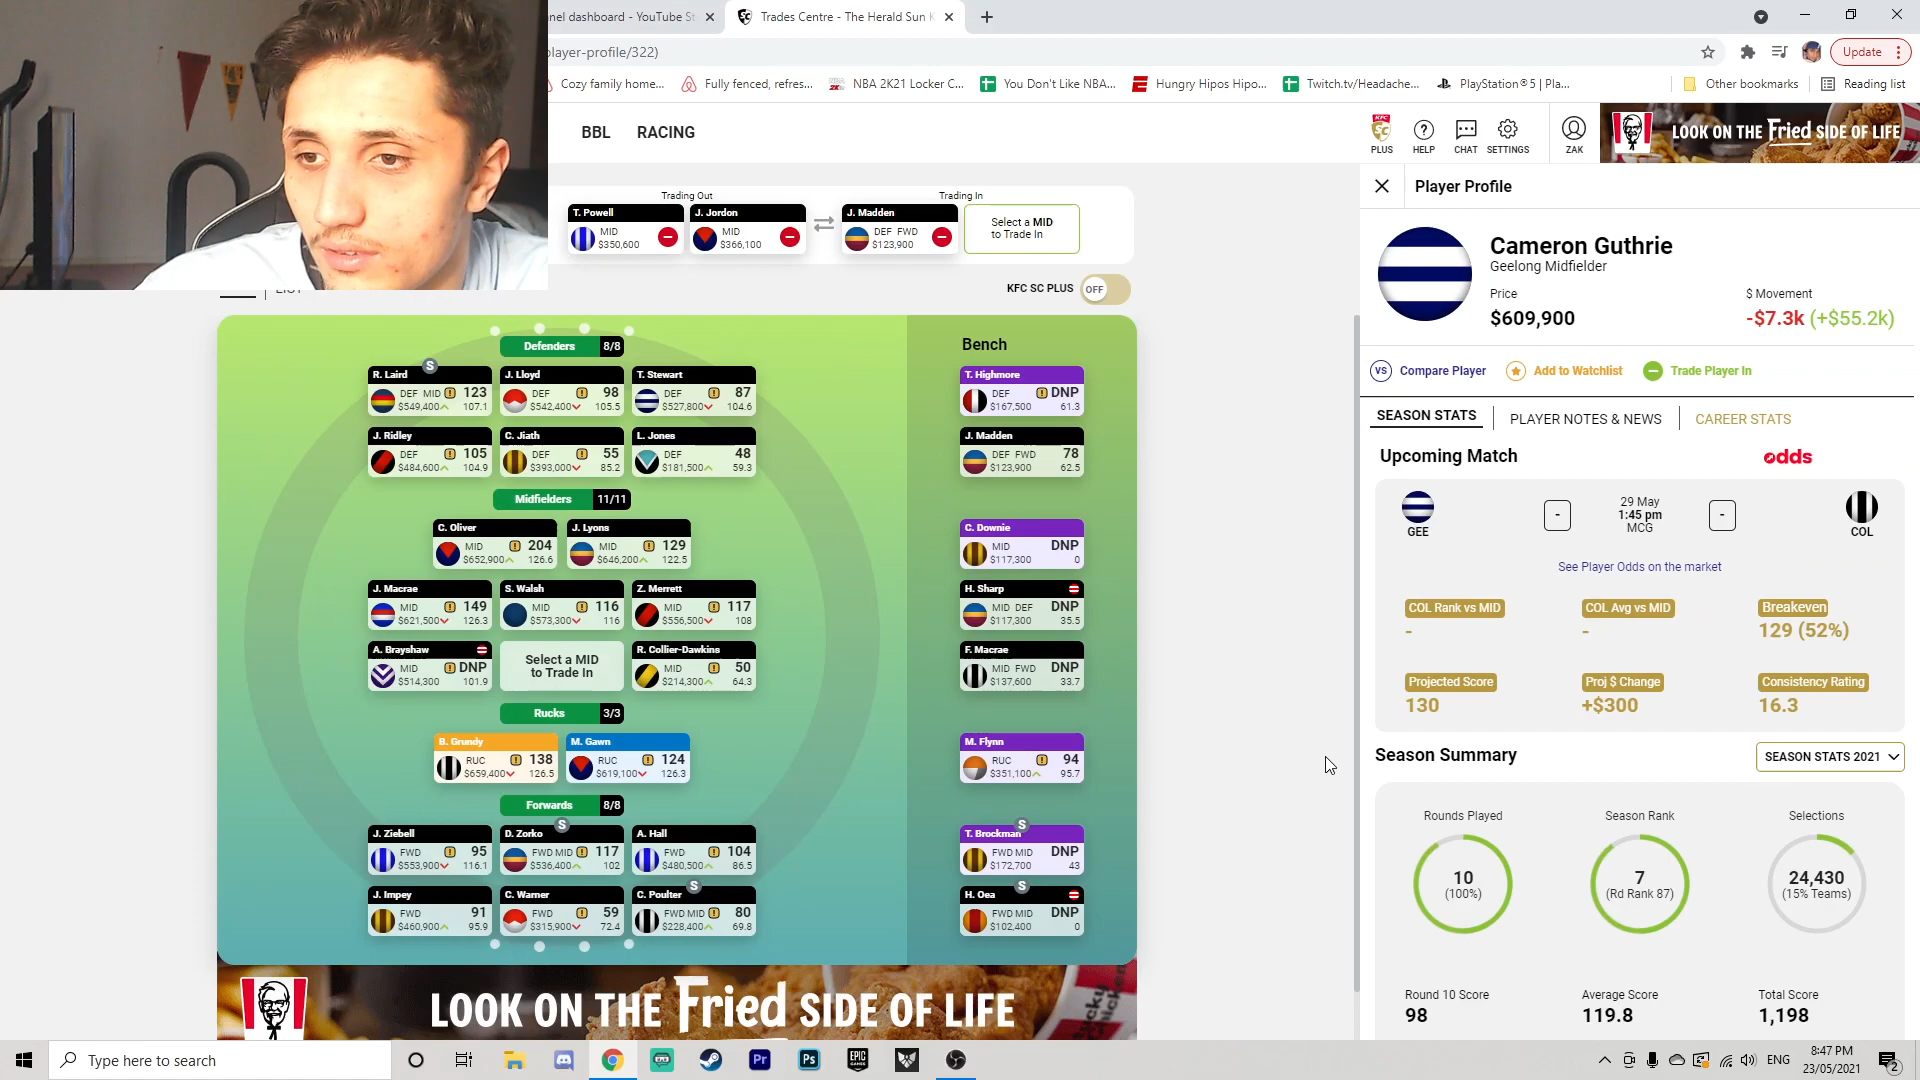 nel dashboard - YouTube St
Trades Centre - The Herald Sun K
layer-profile/322)
Update
Cozy family home...
Fully fenced, refres...
NBA 2K21 Locker C...
You Don't Like NBA...
Hungry Hipos Hipo...
Twitch.tv/Headache...
PlayStation®5 | Pla...
Other bookmarks
Reading list
BBL
RACING
KFC
SC
PLUS
HELP
CHAT
SETTINGS
ZAK
KFC
LOOK ON THE Fried SIDE OF LIFE
Trading Out
Trading In
T. Powell
MID
$350,600
J. Jordon
MID
$366,100
J. Madden
DEF FWD
$123,900
Select a MID
to Trade In
LIST
KFC SC PLUS
OFF
Defenders 8/8
Bench
R. Laird
S
DEF MID 123
$549,400 107.1
J. Lloyd
DEF 98
$542,400 105.5
T. Stewart
DEF 87
$527,800 104.6
T. Highmore
DEF DNP
$167,500 61.3
J. Ridley
DEF 105
$484,600 104.9
C. Jiath
DEF 55
$393,000 85.2
L. Jones
DEF 48
$181,500 59.3
J. Madden
DEF FWD 78
$123,900 62.5
Midfielders 11/11
C. Oliver
MID 204
$652,900 126.6
J. Lyons
MID 129
$646,200 122.5
C. Downie
MID DNP
$117,300 0
J. Macrae
MID 149
$621,500 126.3
S. Walsh
MID 116
$573,300 116
Z. Merrett
MID 117
$556,500 108
H. Sharp
MID DEF DNP
$117,300 35.5
A. Brayshaw
MID DNP
$514,300 101.9
Select a MID
to Trade In
R. Collier-Dawkins
MID 50
$214,300 64.3
F. Macrae
MID FWD DNP
$137,600 33.7
Rucks 3/3
B. Grundy
RUC 138
$659,400 126.5
M. Gawn
RUC 124
$619,100 126.3
M. Flynn
RUC 94
$351,100 95.7
Forwards 8/8
J. Ziebell
FWD 95
$553,900 116.1
S
D. Zorko
FWD MID 117
$536,400 102
A. Hall
FWD 104
$480,500 86.5
S
T. Brockman
FWD MID DNP
$172,700 43
J. Impey
FWD 91
$460,900 95.9
C. Warner
FWD 59
$315,900 72.4
S
C. Poulter
FWD MID 80
$228,400 69.8
S
H. Oea
FWD MID DNP
$102,400 0
KFC
LOOK ON THE Fried SIDE OF LIFE
Player Profile
Cameron Guthrie
Geelong Midfielder
Price
$609,900
$ Movement
-$7.3k (+$55.2k)
VS Compare Player
Add to Watchlist
Trade Player In
SEASON STATS
PLAYER NOTES & NEWS
CAREER STATS
Upcoming Match
odds
GEE
-
29 May
1:45 pm
MCG
-
COL
See Player Odds on the market
COL Rank vs MID
-
COL Avg vs MID
-
Breakeven
129 (52%)
Projected Score
130
Proj $ Change
+$300
Consistency Rating
16.3
Season Summary
SEASON STATS 2021
Rounds Played
10
(100%)
Season Rank
7
(Rd Rank 87)
Selections
24,430
(15% Teams)
Round 10 Score
98
Average Score
119.8
Total Score
1,198
Type here to search
Pr
Ps
EPIC
GAMES
ENG
8:47 PM
23/05/2021
2